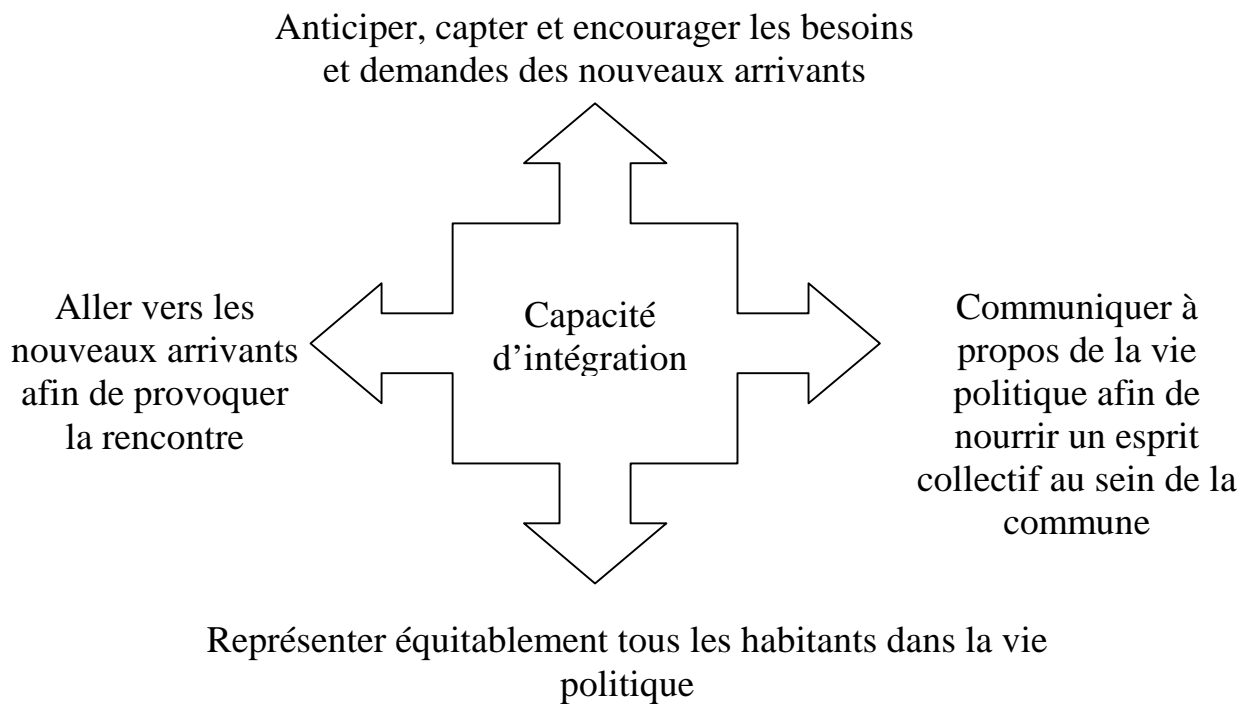 Anticiper, capter et encourager les besoins
et demandes des nouveaux arrivants
Aller vers les
nouveaux arrivants
afin de provoquer
la rencontre
Capacité
d’intégration
Communiquer à
propos de la vie
politique afin de
nourrir un esprit
collectif au sein de la
commune
Représenter équitablement tous les habitants dans la vie
politique